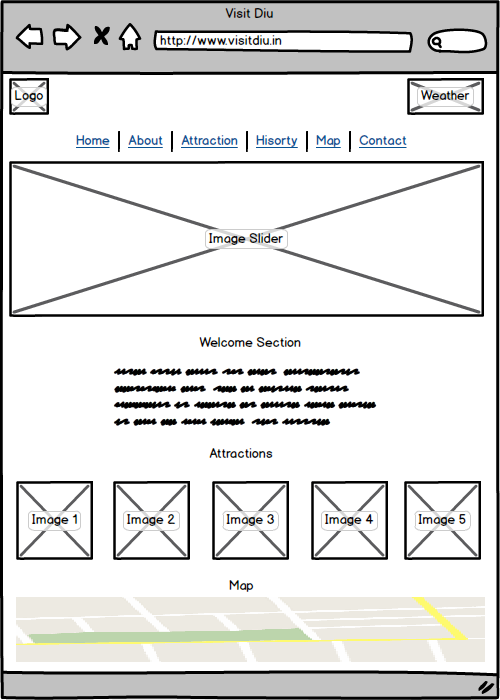 Visit Diu
http://www.visitdiu.in
Logo
Weather
Home About Attraction Hisorty Map Contact
Image Slider
Welcome Section
Attractions
Image 1 Image 2 Image 3 Image 4 Image 5
Map